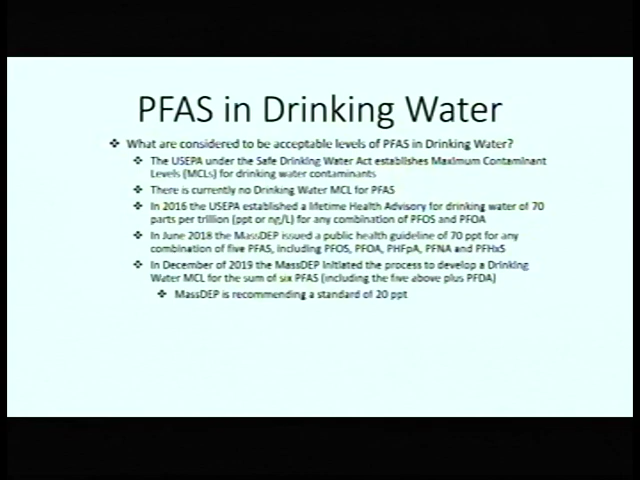 PFAS in Drinking Water
❖ What are considered to be acceptable levels of PFAS in Drinking Water?
❖ The USEPA under the Safe Drinking Water Act establishes Maximum Contaminant
Levels (MCLs) for drinking water contaminants
❖ There is currently no Drinking Water MCL for PFAS
❖ In 2016 the USEPA established a lifetime Health Advisory for drinking water of 70
parts per trillion (ppt or ng/L) for any combination of PFOS and PFOA
❖ In June 2018 the MassDEP issued a public health guideline of 70 ppt for any
combination of five PFAS, including PFOS, PFOA, PHFpA, PFNA and PFHxS
❖ In December of 2019 the MassDEP initiated the process to develop a Drinking
Water MCL for the sum of six PFAS (including the five above plus PFDA)
❖ MassDEP is recommending a standard of 20 ppt